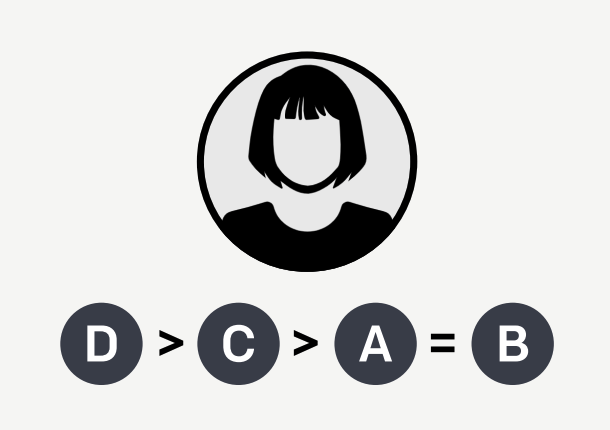 D > C > A = B